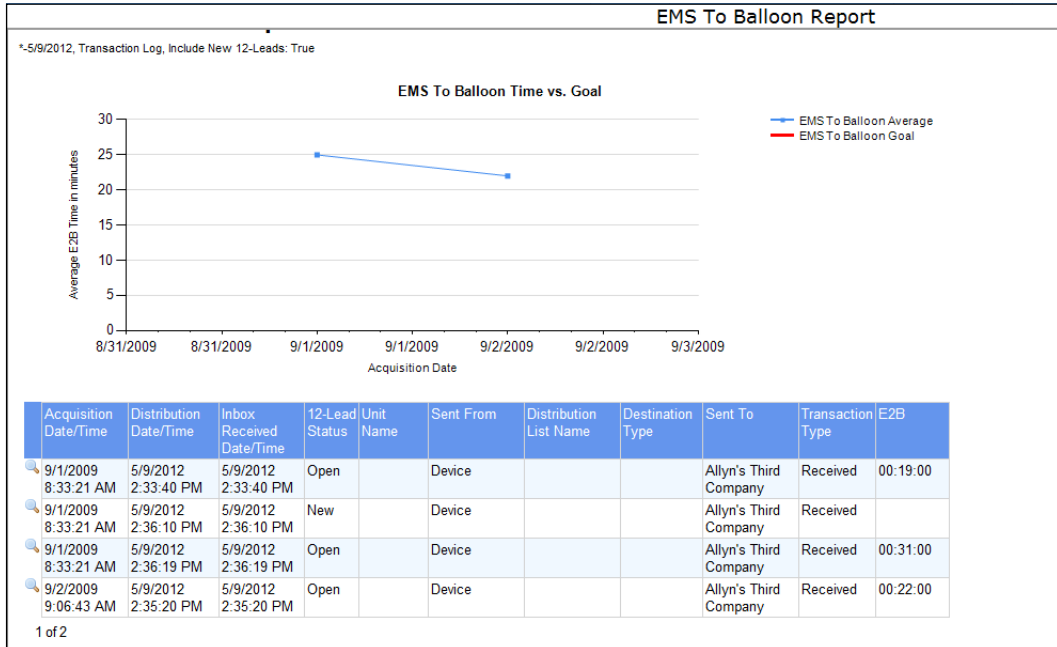 EMS To Balloon Report
*-5/9/2012, Transaction Log, Include New 12-Leads: True
EMS To Balloon Time vs. Goal
EMS To Balloon Average
EMS To Balloon Goal
Average E2B Time in minutes
30
25
20
15
10
5
0
8/31/2009 8/31/2009 9/1/2009 9/1/2009 9/2/2009 9/2/2009 9/3/2009
Acquisition Date
Acquisition Distribution Inbox 12-Lead Unit Sent From Distribution Destination Sent To Transaction E2B
Date/Time Date/Time Received Status Name List Name Type Type
Date/Time
9/1/2009 5/9/2012 5/9/2012 Open Device Allyn's Third Received 00:19:00
8:33:21 AM 2:33:40 PM 2:33:40 PM Company
9/1/2009 5/9/2012 5/9/2012 New Device Allyn's Third Received
8:33:21 AM 2:36:10 PM 2:36:10 PM Company
9/1/2009 5/9/2012 5/9/2012 Open Device Allyn's Third Received 00:31:00
8:33:21 AM 2:36:19 PM 2:36:19 PM Company
9/2/2009 5/9/2012 5/9/2012 Open Device Allyn's Third Received 00:22:00
9:06:43 AM 2:35:20 PM 2:35:20 PM Company
1 of 2